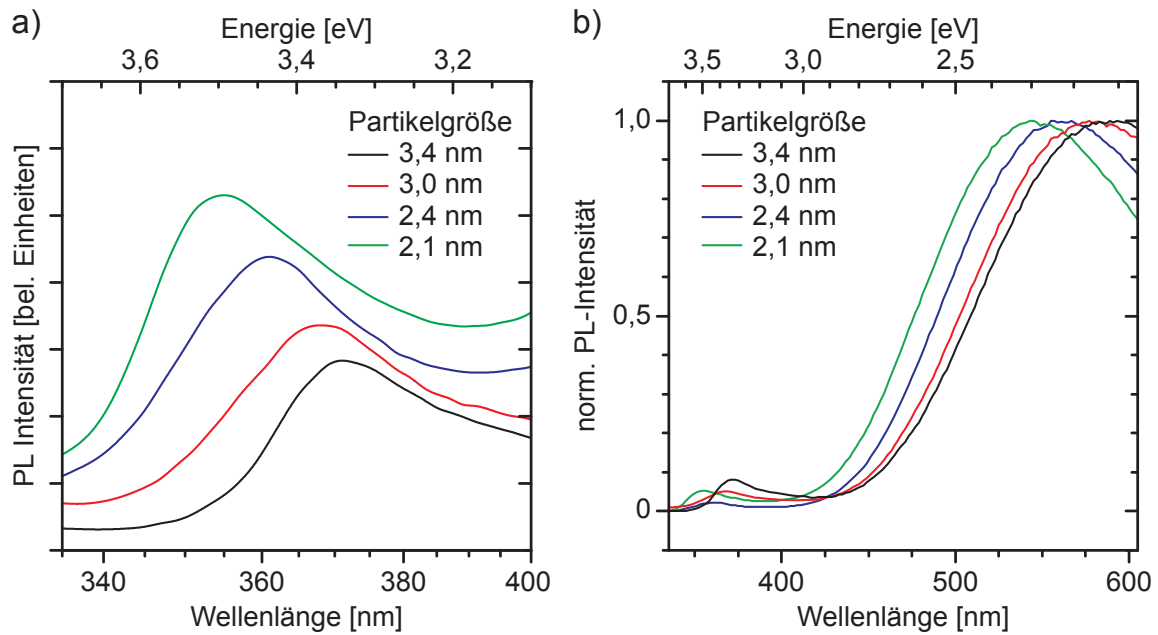 a)
Energie [eV]
3,6 3,4 3,2
PL Intensität [bel. Einheiten]
Partikelgröße
3,4 nm
3,0 nm
2,4 nm
2,1 nm
340 360 380 400
Wellenlänge [nm]
b)
Energie [eV]
3,5 3,0 2,5
norm. PL-Intensität
1,0
0,5
0
Partikelgröße
3,4 nm
3,0 nm
2,4 nm
2,1 nm
400 500 600
Wellenlänge [nm]